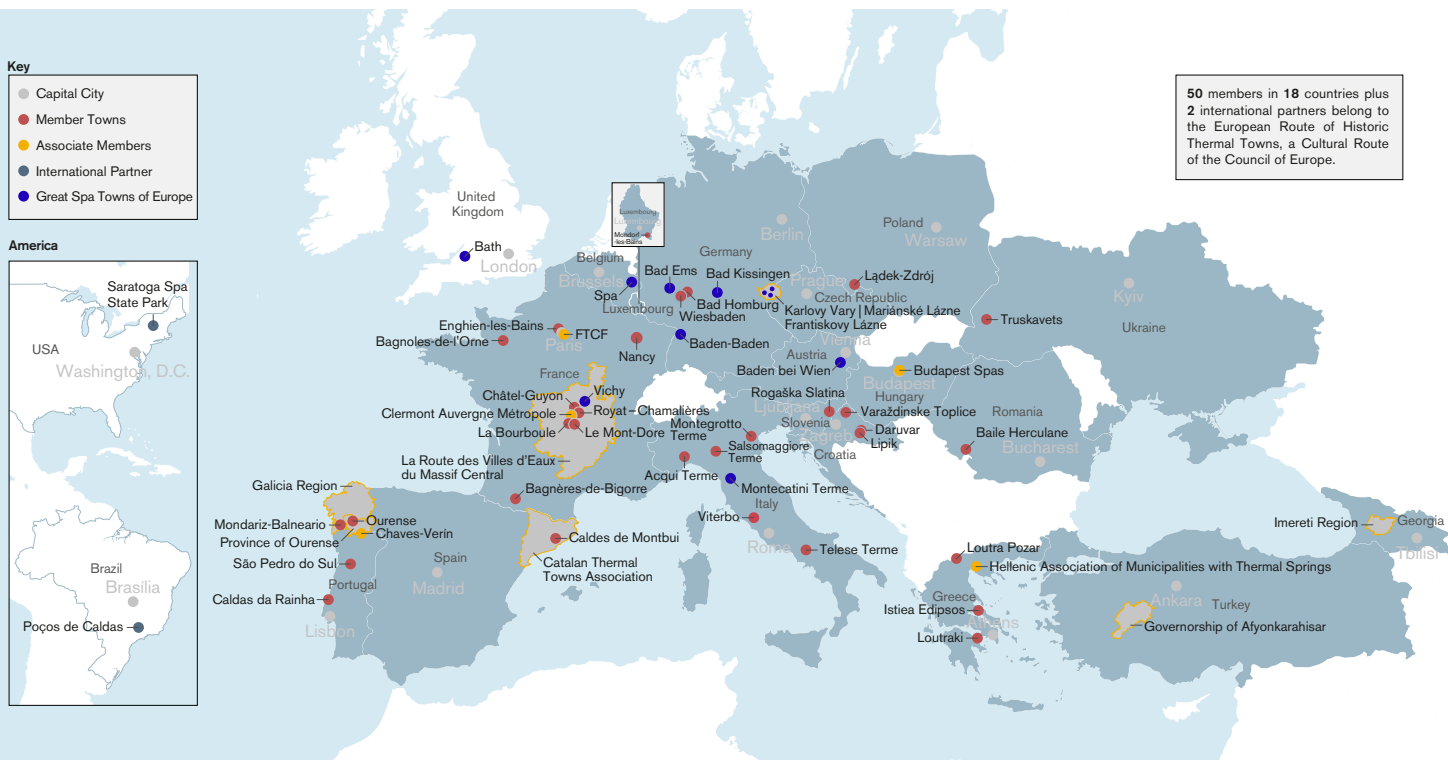 Key
Capital City
Member Towns
Associate Members
International Partner
Great Spa Towns of Europe
America
Saratoga Spa
State Park
USA
Washington, D.C.
Brazil
Brasília
Poços de Caldas
50 members in 18 countries plus
2 international partners belong to
the European Route of Historic
Thermal Towns, a Cultural Route
of the Council of Europe.
United
Kingdom
Bath
London
Luxembourg
Luxembourg
Mondorf
-les-Bains
Belgium
Brussels
Spa
Luxembourg
Germany
Berlin
Bad Ems
Bad Kissingen
Bad Homburg
Wiesbaden
Baden-Baden
Poland
Warsaw
Lądek-Zdrój
Prague
Czech Republic
Karlovy Vary | Mariánské Lázne
Frantiskovy Lázne
Kyiv
Ukraine
Truskavets
Enghien-les-Bains
FTCF
Bagnoles-de-l'Orne
Paris
Nancy
France
Châtel-Guyon
Vichy
Clermont Auvergne Métropole
Royat – Chamalières
La Bourboule
Le Mont-Dore
La Route des Villes d'Eaux
du Massif Central
Bagnères-de-Bigorre
Vienna
Austria
Baden bei Wien
Budapest Spas
Budapest
Hungary
Rogaška Slatina
Ljubljana
Slovenia
Varaždinske Toplice
Zagreb
Daruvar
Lipik
Croatia
Romania
Baile Herculane
Bucharest
Montegrotto
Terme
Salsomaggiore
Terme
Acqui Terme
Montecatini Terme
Italy
Viterbo
Rome
Telese Terme
Galicia Region
Mondariz-Balneario
Ourense
Province of Ourense
Chaves-Verín
São Pedro do Sul
Portugal
Caldas da Rainha
Lisbon
Spain
Madrid
Caldes de Montbui
Catalan Thermal
Towns Association
Loutra Pozar
Hellenic Association of Municipalities with Thermal Springs
Greece
Istiea Edipsos
Athens
Loutraki
Ankara
Turkey
Governorship of Afyonkarahisar
Imereti Region
Georgia
Tbilisi